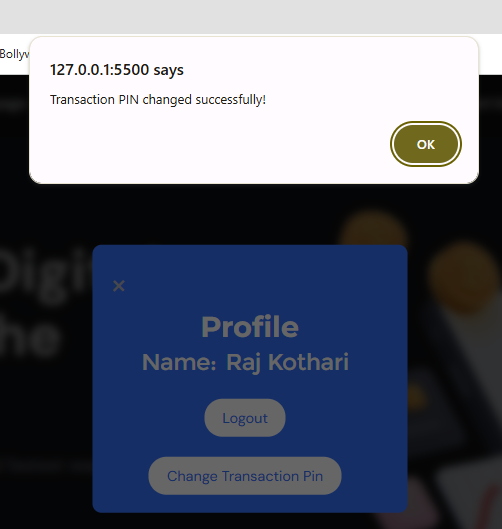 127.0.0.1:5500 says
Transaction PIN changed successfully!
OK
Digi
he
×
Profile
Name: Raj Kothari
Logout
Change Transaction Pin